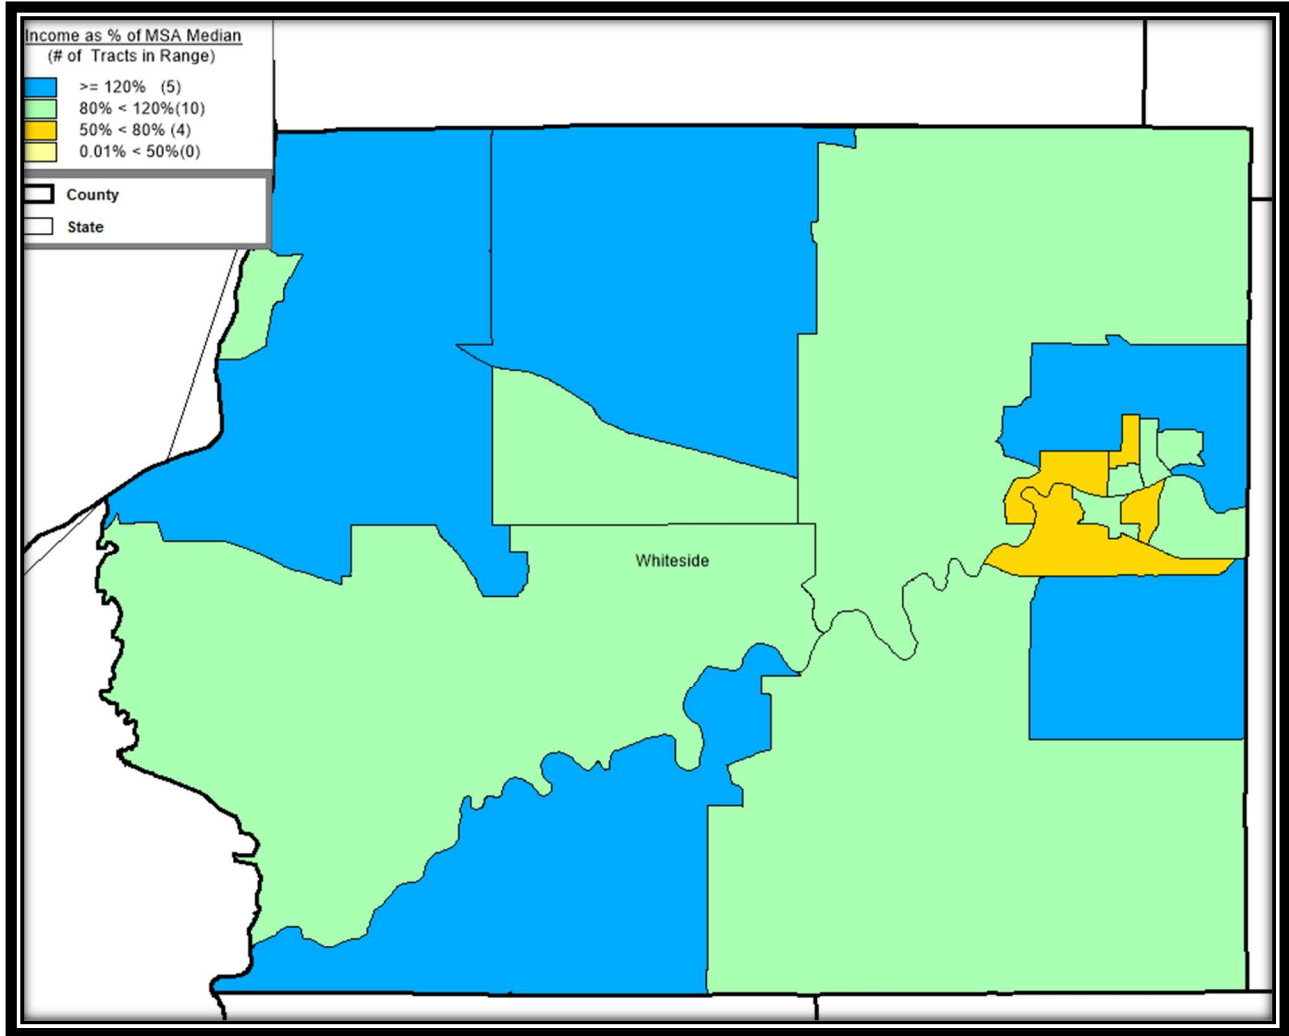 Income as % of MSA Median
(# of Tracts in Range)
>= 120% (5)
80% < 120%(10)
50% < 80% (4)
0.01% < 50%(0)
County
State
Whiteside